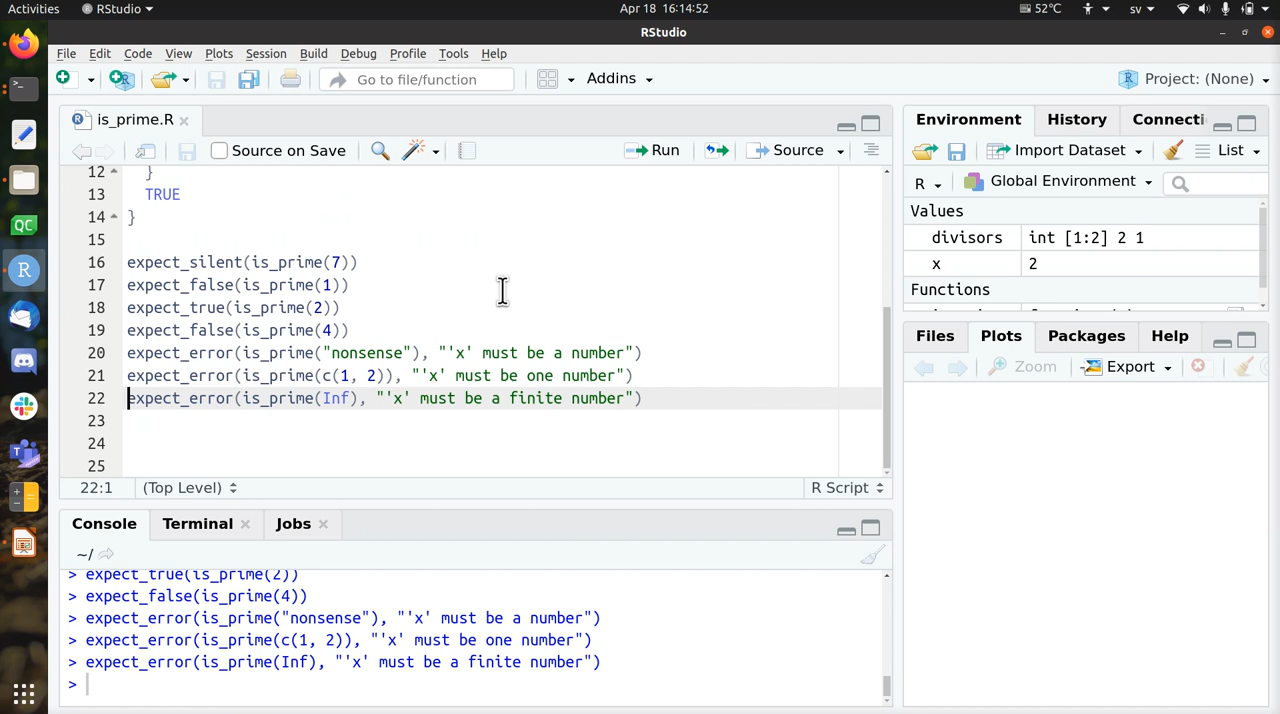 Activities RStudio Apr 18 16:14:52 52°C sv
RStudio
File Edit Code View Plots Session Build Debug Profile Tools Help
Go to file/function Addins Project: (None)
is_prime.R
Source on Save Run Source
12 }
13 TRUE
14 }
15
16 expect_silent(is_prime(7))
17 expect_false(is_prime(1))
18 expect_true(is_prime(2))
19 expect_false(is_prime(4))
20 expect_error(is_prime("nonsense"), "'x' must be a number")
21 expect_error(is_prime(c(1, 2)), "'x' must be one number")
22 expect_error(is_prime(Inf), "'x' must be a finite number")
23
24
25
22:1 (Top Level) R Script
Console Terminal Jobs
~/
> expect_true(is_prime(2))
> expect_false(is_prime(4))
> expect_error(is_prime("nonsense"), "'x' must be a number")
> expect_error(is_prime(c(1, 2)), "'x' must be one number")
> expect_error(is_prime(Inf), "'x' must be a finite number")
>
Environment History Connecti
Import Dataset List
R Global Environment
Values
divisors int [1:2] 2 1
x 2
Functions
Files Plots Packages Help
Zoom Export
QC
R